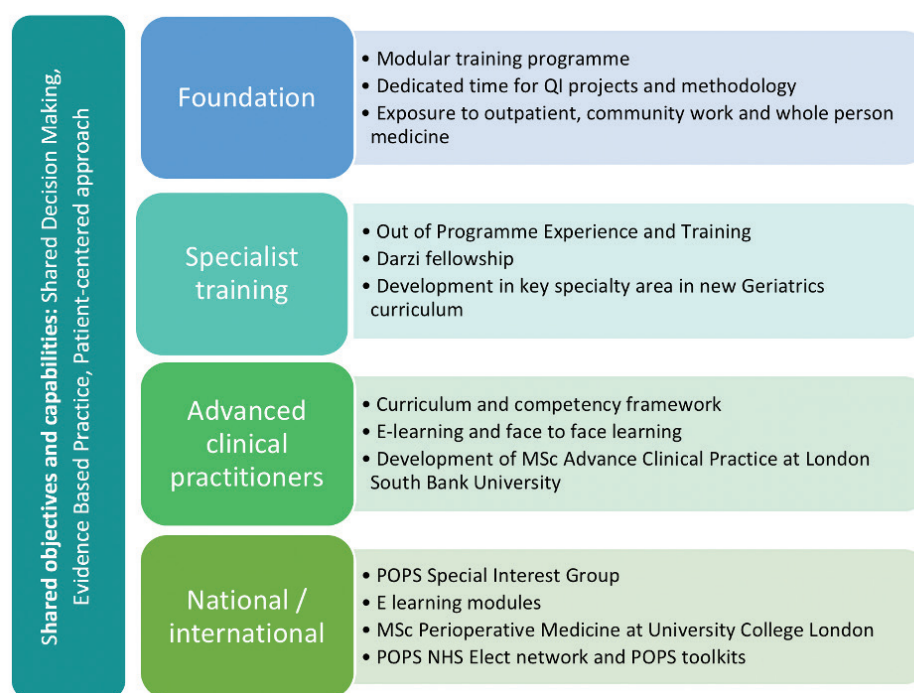 Shared objectives and capabilities: Shared Decision Making,
Evidence Based Practice, Patient-centered approach
Foundation
• Modular training programme
• Dedicated time for QI projects and methodology
• Exposure to outpatient, community work and whole person
medicine
Specialist
training
• Out of Programme Experience and Training
• Darzi fellowship
• Development in key specialty area in new Geriatrics
curriculum
Advanced
clinical
practitioners
• Curriculum and competency framework
• E-learning and face to face learning
• Development of MSc Advance Clinical Practice at London
South Bank University
National /
international
• POPS Special Interest Group
• E learning modules
• MSc Perioperative Medicine at University College London
• POPS NHS Elect network and POPS toolkits